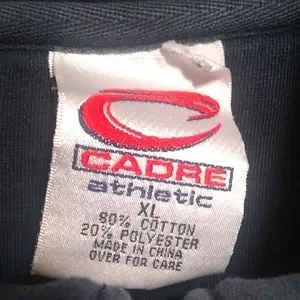 CADRE
athletic
XL
80% COTTON
20% POLYESTER
MADE IN CHINA
OVER FOR CARE